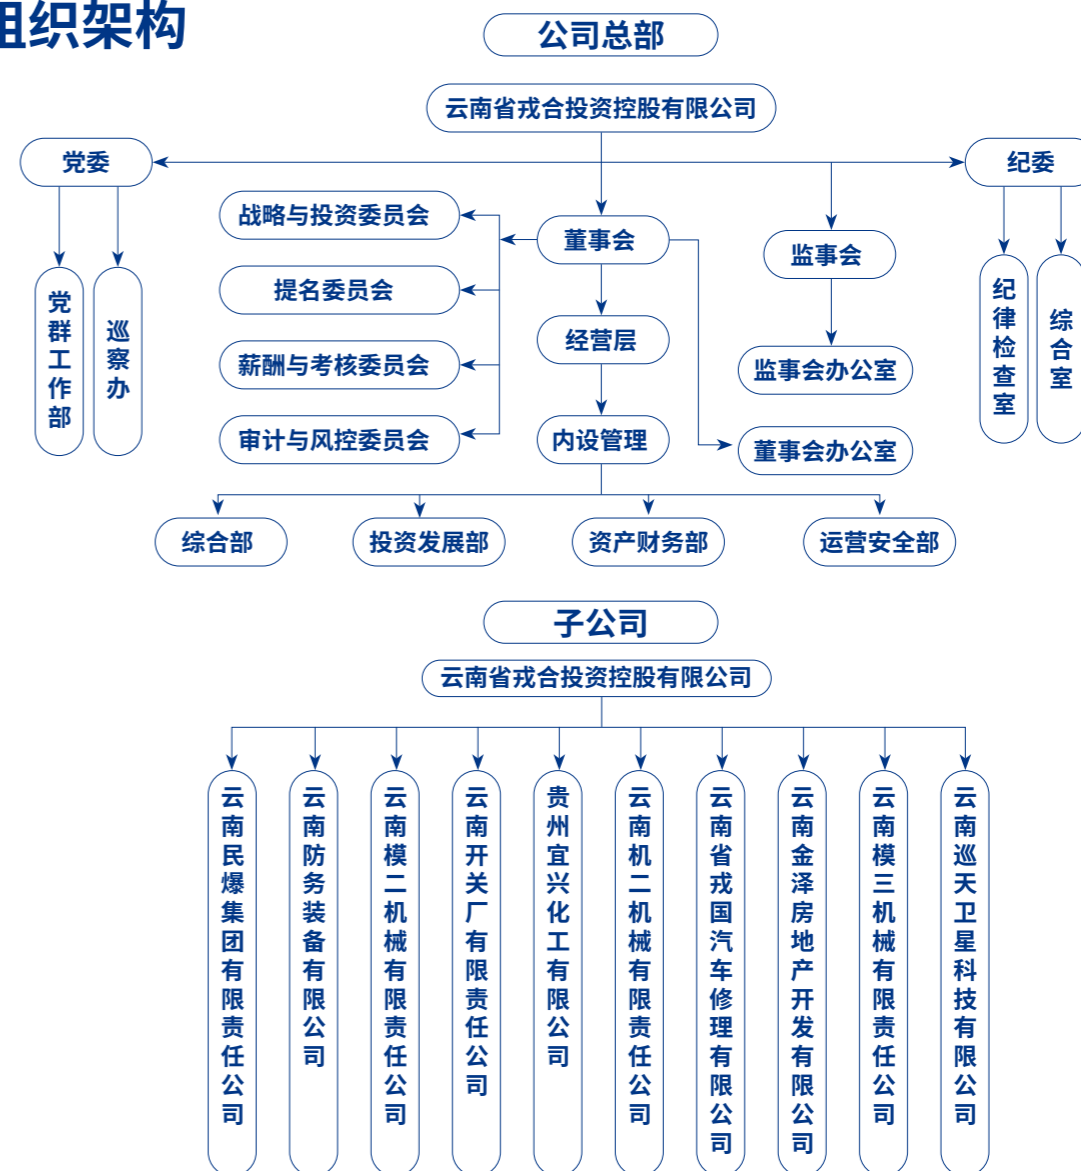 组织架构
公司总部
云南省戎合投资控股有限公司
党委
纪委
战略与投资委员会
董事会
监事会
提名委员会
经营层
薪酬与考核委员会
监事会办公室
审计与风控委员会
内设管理
董事会办公室
党群工作部
巡察办
纪律检查室
综合室
综合部
投资发展部
资产财务部
运营安全部
子公司
云南省戎合投资控股有限公司
云南民爆集团有限责任公司
云南防务装备有限公司
云南模二机械有限责任公司
云南开关厂有限责任公司
贵州宜兴化工有限公司
云南机二机械有限责任公司
云南省戎国汽车修理有限公司
云南金泽房地产开发有限公司
云南模三机械有限责任公司
云南巡天卫星科技有限公司